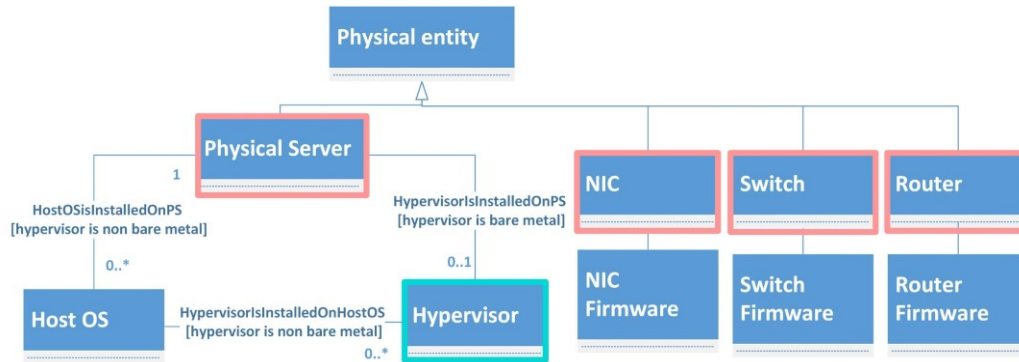 Physical entity
Physical Server
1
HostOSisInstalledOnPS
[hypervisor is non bare metal]
0..*
HypervisorIsInstalledOnPS
[hypervisor is bare metal]
0..1
NIC
Switch
Router
Host OS
HypervisorIsInstalledOnHostOS
[hypervisor is non bare metal]
0..*
Hypervisor
NIC
Firmware
Switch
Firmware
Router
Firmware